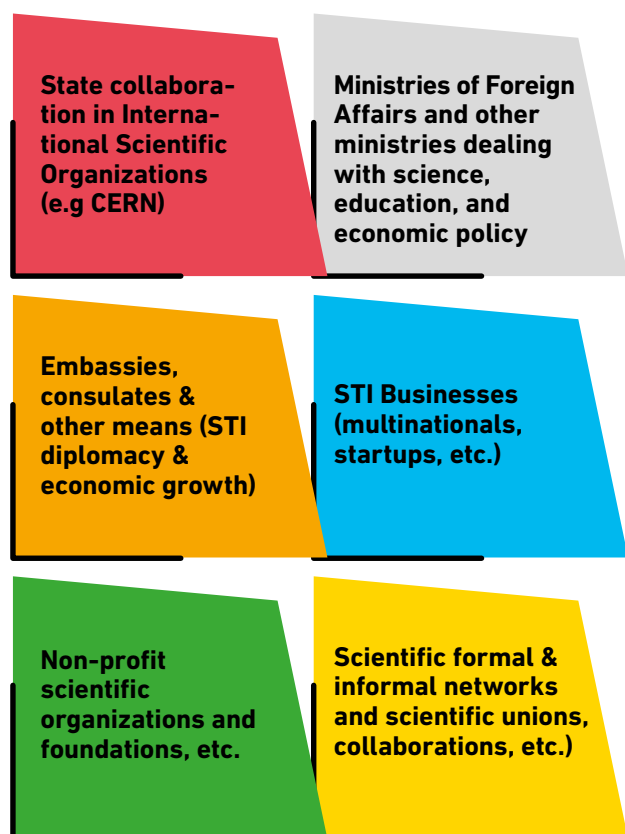 State collabora-
tion in Interna-
tional Scientific
Organizations
(e.g CERN)
Ministries of Foreign
Affairs and other
ministries dealing
with science,
education, and
economic policy
Embassies,
consulates &
other means (STI
diplomacy &
economic growth)
STI Businesses
(multinationals,
startups, etc.)
Non-profit
scientific
organizations and
foundations, etc.
Scientific formal &
informal networks
and scientific unions,
collaborations, etc.)